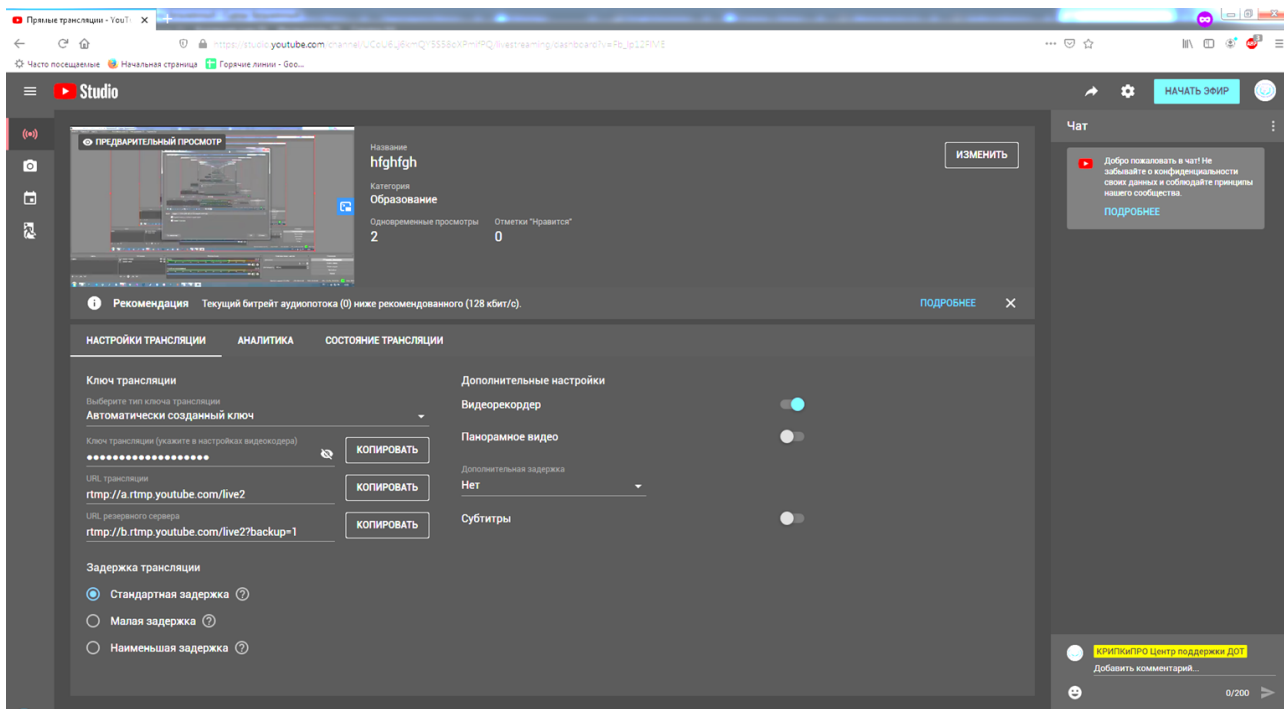 Прямые трансляции - YouT
https://studio.youtube.com/channel/
Часто посещаемые
Начальная страница
Горячие линии - Goo...
Studio
НАЧАТЬ ЭФИР
ПРЕДВАРИТЕЛЬНЫЙ ПРОСМОТР
Название
hfghfgh
Категория
Образование
Одновременные просмотры Отметки "Нравится"
2 0
ИЗМЕНИТЬ
Рекомендация Текущий битрейт аудиопотока (0) ниже рекомендованного (128 кбит/с).
ПОДРОБНЕЕ
НАСТРОЙКИ ТРАНСЛЯЦИИ АНАЛИТИКА СОСТОЯНИЕ ТРАНСЛЯЦИИ
Ключ трансляции
Выберите тип ключа трансляции
Автоматически созданный ключ
Ключ трансляции (укажите в настройках видеокодера)
•••••••••••••••••••
КОПИРОВАТЬ
URL трансляции
rtmp://a.rtmp.youtube.com/live2
КОПИРОВАТЬ
URL резервного сервера
rtmp://b.rtmp.youtube.com/live2?backup=1
КОПИРОВАТЬ
Задержка трансляции
Стандартная задержка
Малая задержка
Наименьшая задержка
Дополнительные настройки
Видеорекордер
Панорамное видео
Дополнительная задержка
Нет
Субтитры
Чат
Добро пожаловать в чат! Не
забывайте о конфиденциальности
своих данных и соблюдайте принципы
нашего сообщества.
ПОДРОБНЕЕ
КРИПКиПРО Центр поддержки ДОТ
Добавить комментарий...
0/200